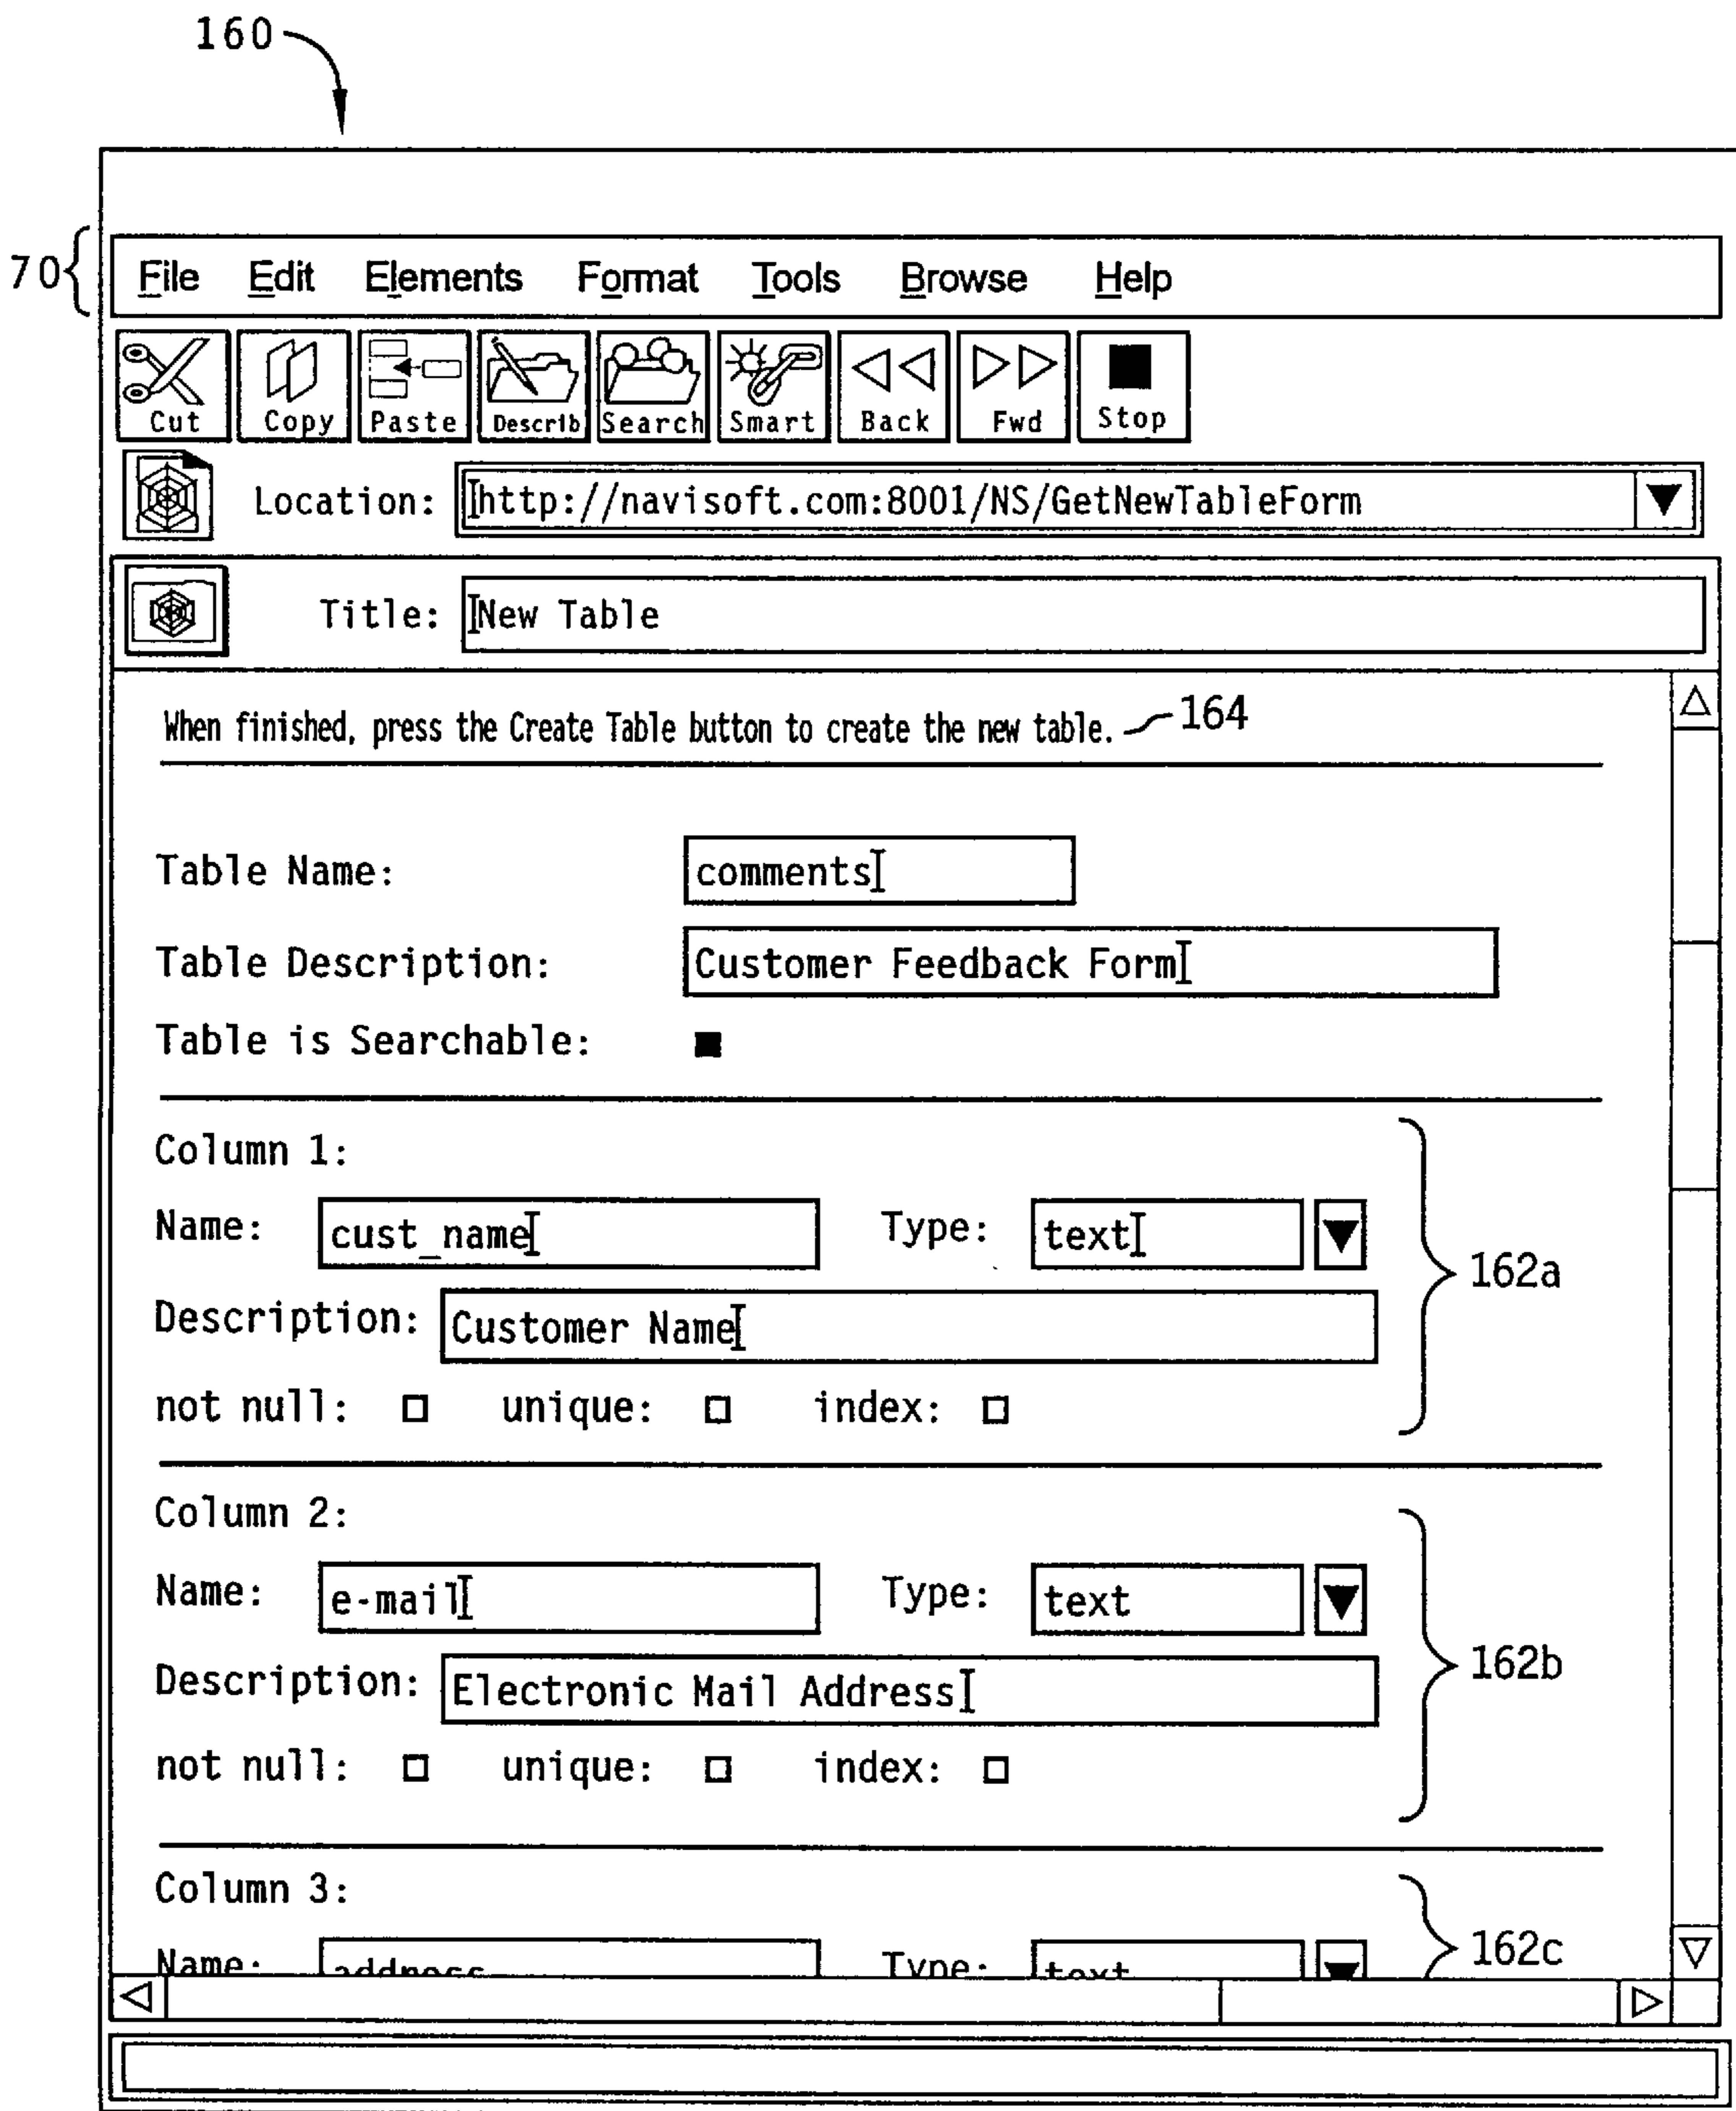 160
70
File Edit Elements Format Tools Browse Help
Cut Copy Paste Describ Search Smart Back Fwd Stop
Location: http://navisoft.com:8001/NS/GetNewTableForm
Title: New Table
When finished, press the Create Table button to create the new table. 164
Table Name: comments
Table Description: Customer Feedback Form
Table is Searchable:
Column 1:
Name: cust_name Type: text
162a
Description: Customer Name
not null: unique: index:
Column 2:
Name: e-mail Type: text
162b
Description: Electronic Mail Address
not null: unique: index:
Column 3:
162c
Name: address Type: text